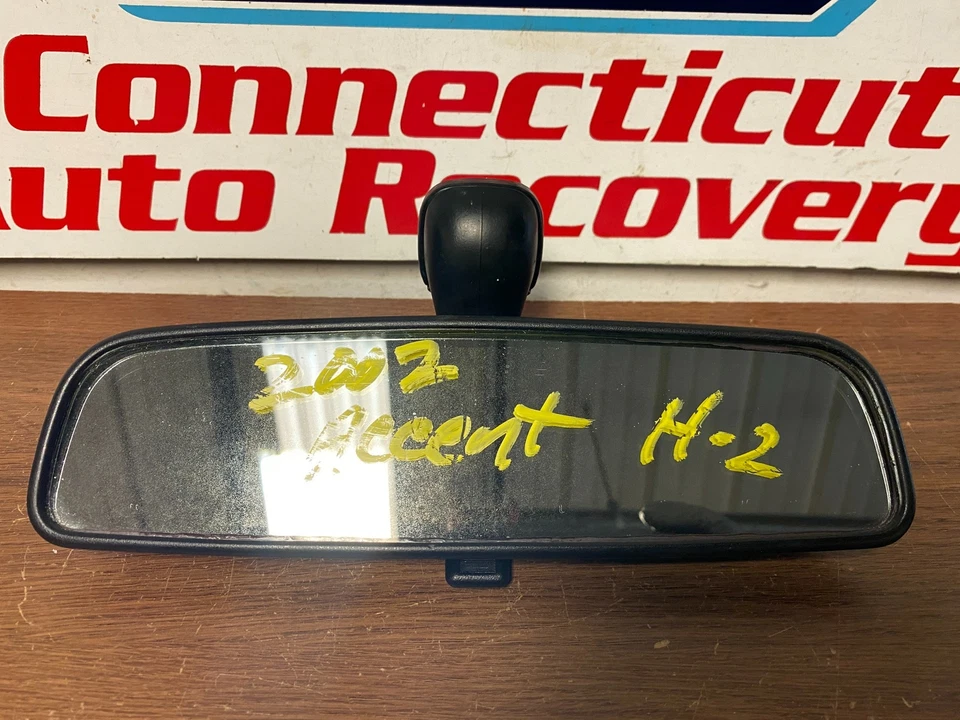 Connecticut
Auto Recovery
2002
Accent H-2